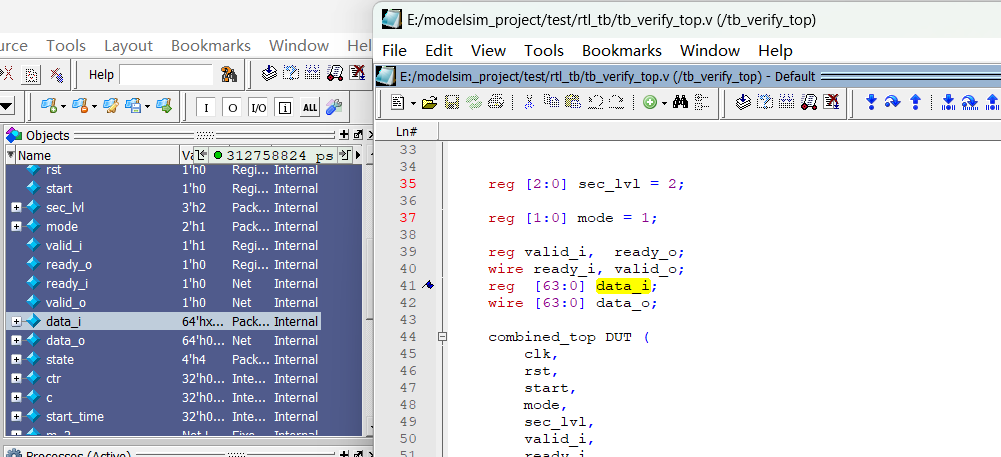 E:/modelsim_project/test/rtl_tb/tb_verify_top.v (/tb_verify_top)
urce Tools Layout Bookmarks Window Hel
File Edit View Tools Bookmarks Window Help
Help
E:/modelsim_project/test/rtl_tb/tb_verify_top.v (/tb_verify_top) - Default
I O I/O i ALL
Objects
Ln#
Name Va 312758824 ps
rst 1'h0 Regi... Internal
start 1'h0 Regi... Internal
sec_lvl 3'h2 Pack... Internal
mode 2'h1 Pack... Internal
valid_i 1'h1 Regi... Internal
ready_o 1'h0 Regi... Internal
ready_i 1'h0 Net Internal
valid_o 1'h0 Net Internal
data_i 64'hx... Pack... Internal
data_o 64'h0... Net Internal
state 4'h4 Pack... Internal
ctr 32'h0... Inte... Internal
c 32'h0... Inte... Internal
start_time 32'h0... Inte... Internal
Processes (Active)
33
34
35 reg [2:0] sec_lvl = 2;
36
37 reg [1:0] mode = 1;
38
39 reg valid_i, ready_o;
40 wire ready_i, valid_o;
41 reg [63:0] data_i;
42 wire [63:0] data_o;
43
44 combined_top DUT (
45 clk,
46 rst,
47 start,
48 mode,
49 sec_lvl,
50 valid_i,
51 ready_i